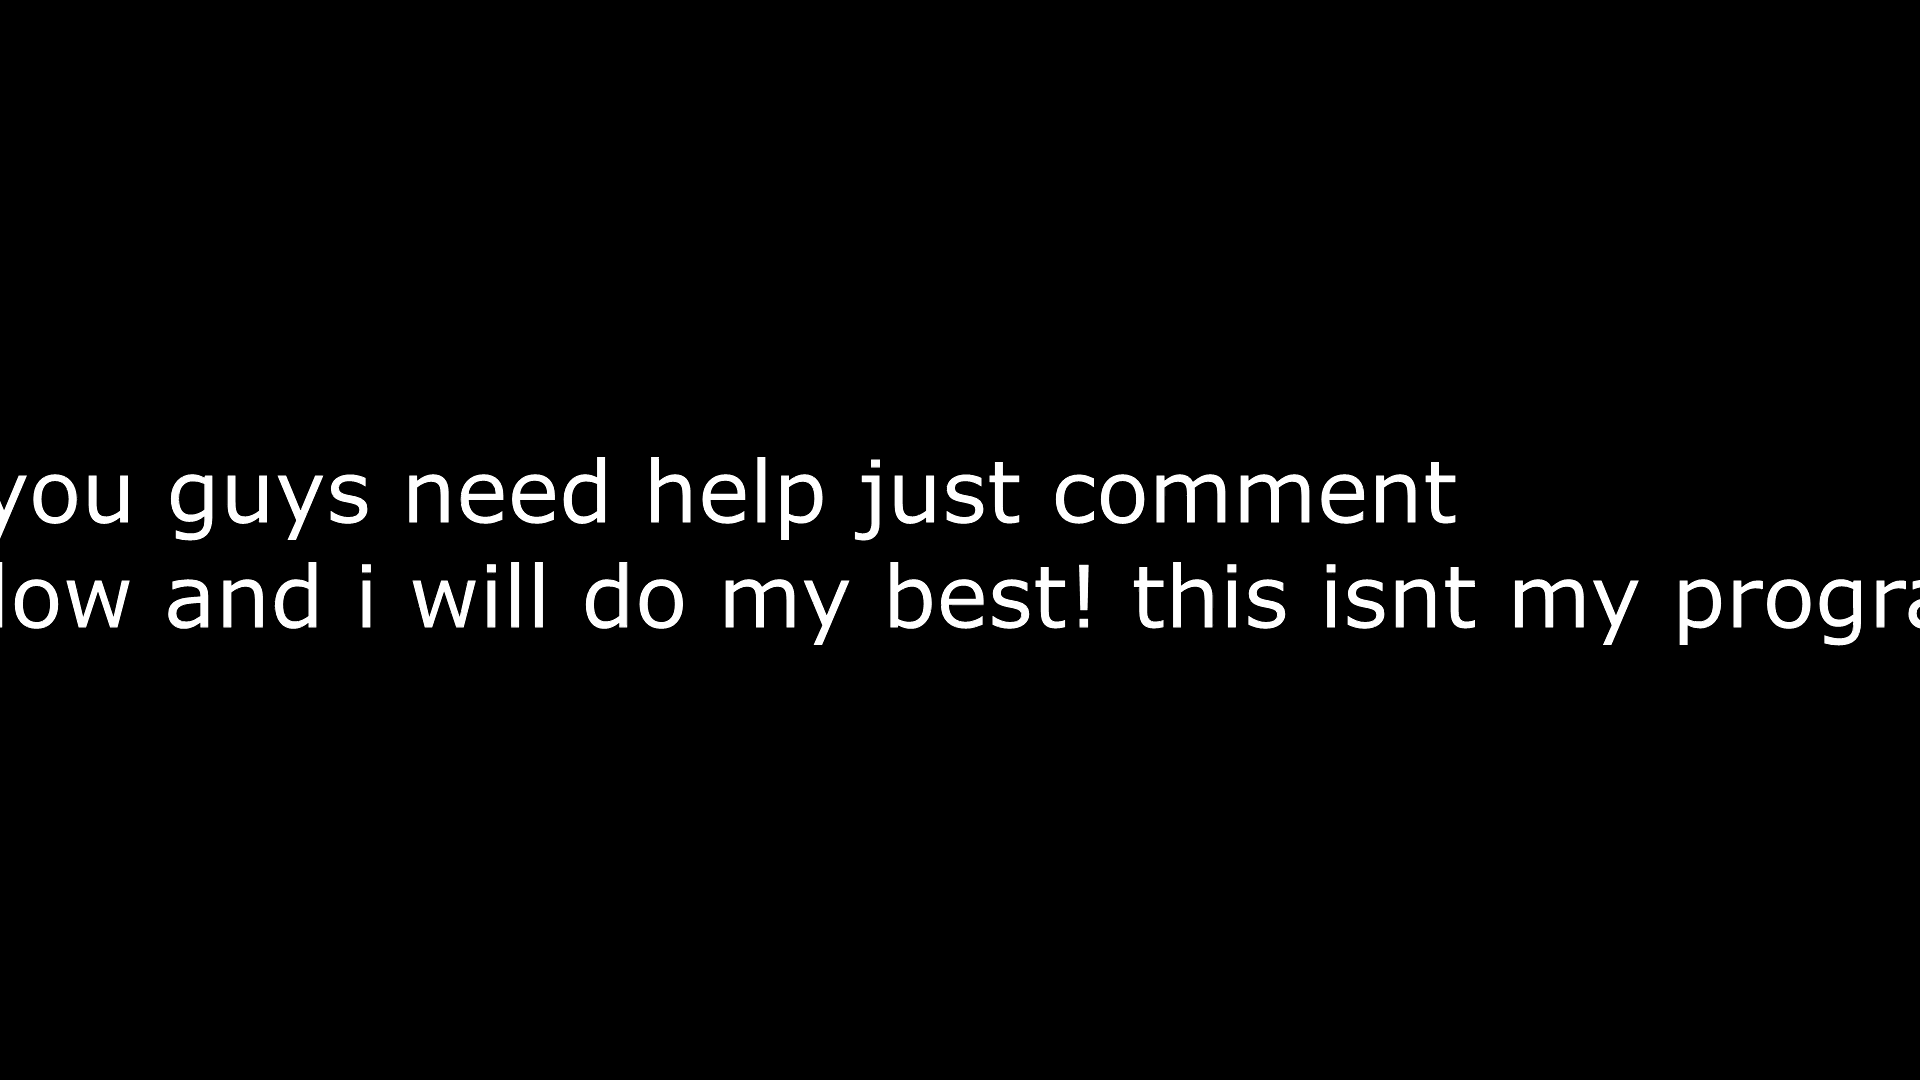 you guys need help just comment
low and i will do my best! this isnt my progra